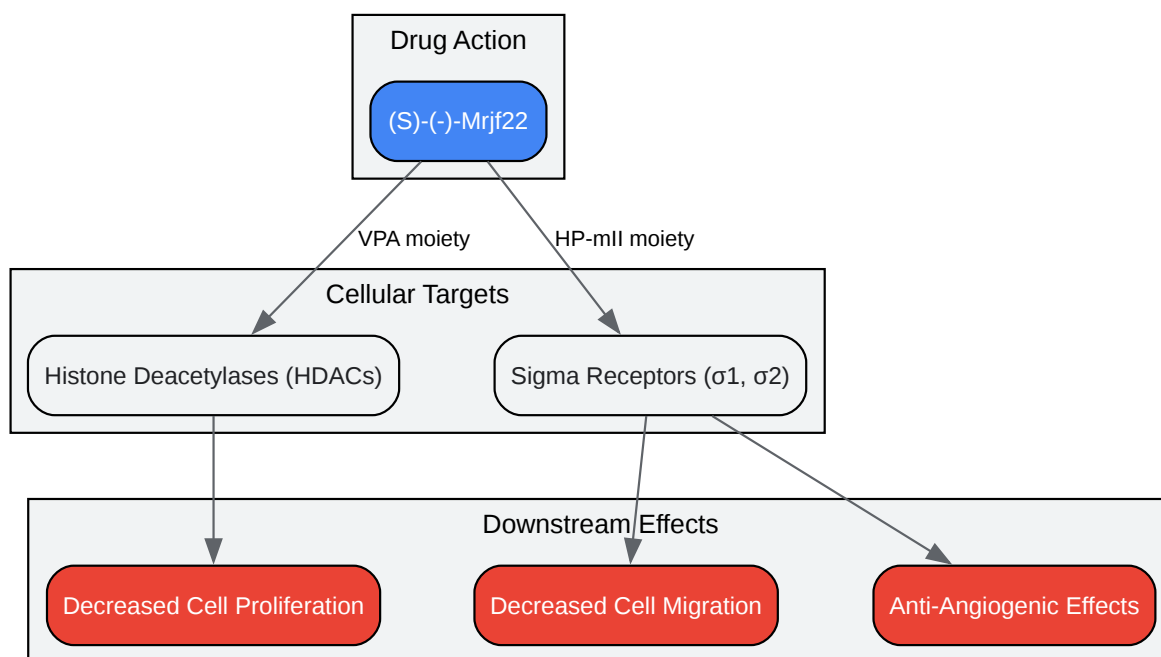 Drug Action
(S)-(-)-Mrjf22
VPA moiety
HP-mII moiety
Cellular Targets
Histone Deacetylases (HDACs)
Sigma Receptors (σ1, σ2)
Downstream Effects
Decreased Cell Proliferation
Decreased Cell Migration
Anti-Angiogenic Effects